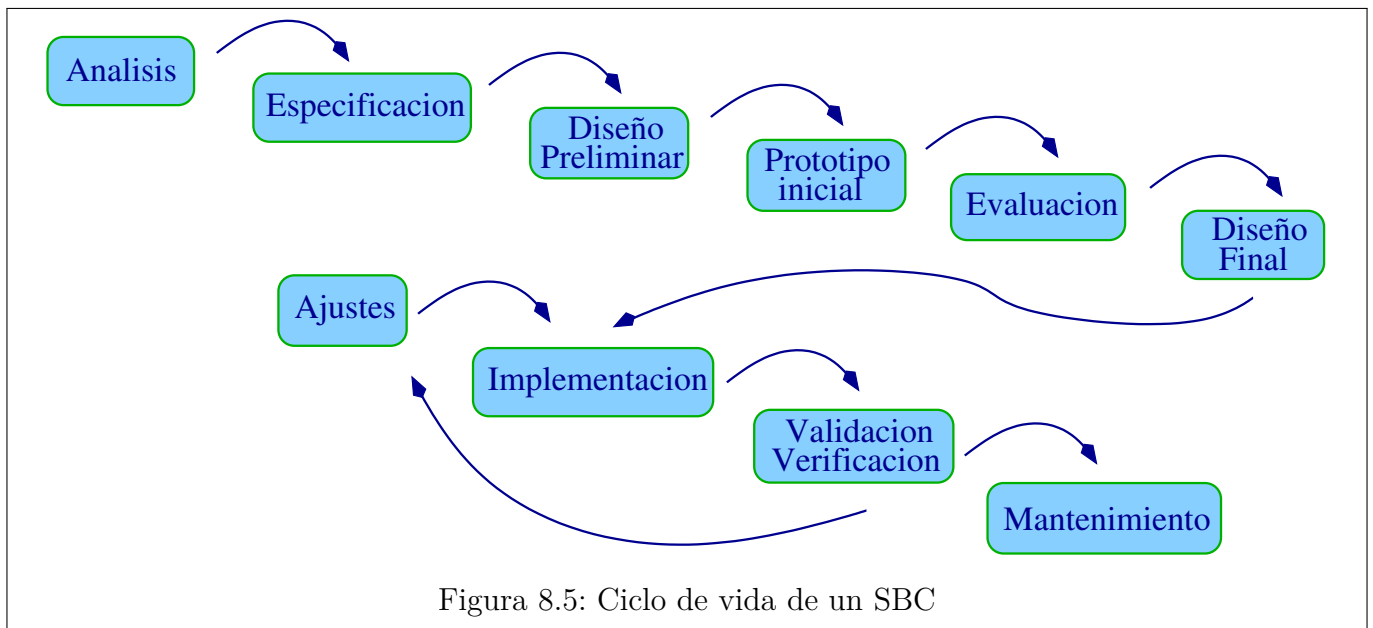 Analisis
Especificacion
Diseño
Preliminar
Prototipo
inicial
Evaluacion
Diseño
Final
Ajustes
Implementacion
Validacion
Verificacion
Mantenimiento
Figura 8.5: Ciclo de vida de un SBC